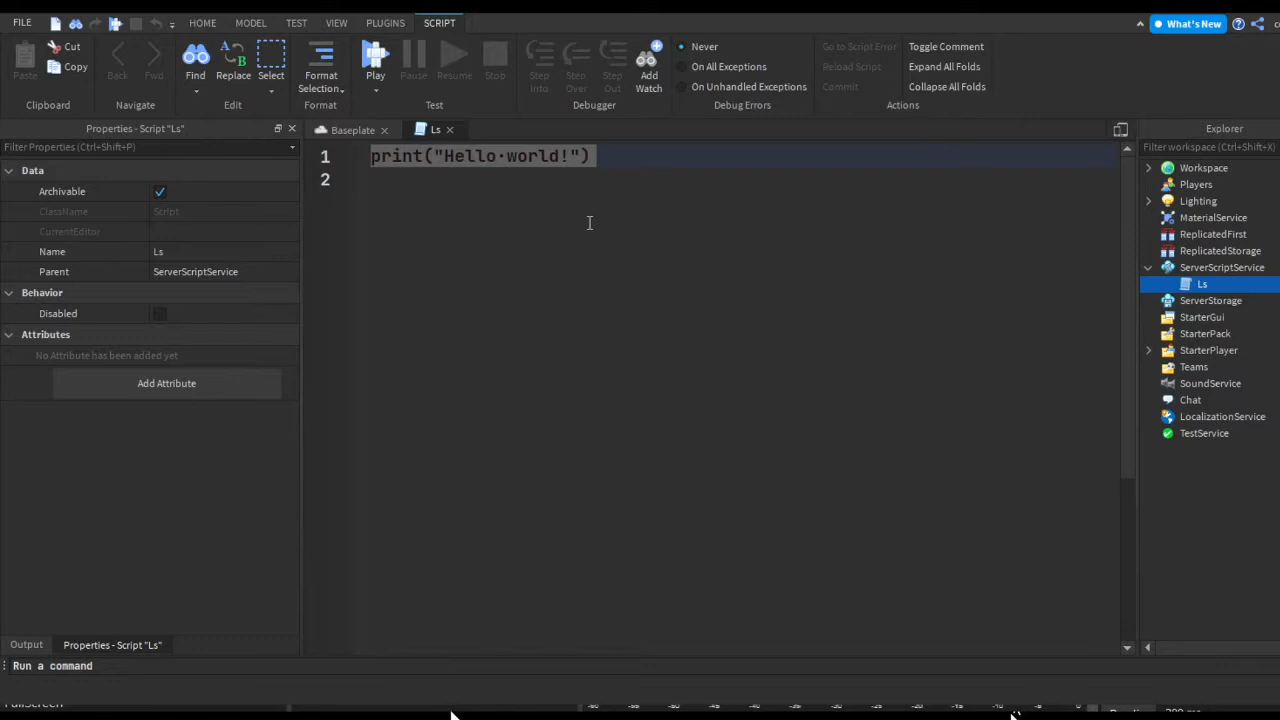 FILE
HOME
MODEL
TEST
VIEW
PLUGINS
SCRIPT
What's New
Paste
Cut
Copy
Clipboard
Back
Fwd
Navigate
Find
Replace
Select
Edit
Format
Selection
Format
Play
Pause
Resume
Stop
Test
Step
Into
Step
Over
Step
Out
Add
Watch
Debugger
Never
On All Exceptions
On Unhandled Exceptions
Debug Errors
Go to Script Error
Reload Script
Commit
Toggle Comment
Expand All Folds
Collapse All Folds
Actions
Properties - Script "Ls"
Filter Properties (Ctrl+Shift+P)
Data
Archivable
ClassName Script
CurrentEditor
Name Ls
Parent ServerScriptService
Behavior
Disabled
Attributes
No Attribute has been added yet
Add Attribute
Output
Properties - Script "Ls"
Run a command
Baseplate
Ls
1 print("Hello·world!")
2
Explorer
Filter workspace (Ctrl+Shift+X)
Workspace
Players
Lighting
MaterialService
ReplicatedFirst
ReplicatedStorage
ServerScriptService
Ls
ServerStorage
StarterGui
StarterPack
StarterPlayer
Teams
SoundService
Chat
LocalizationService
TestService